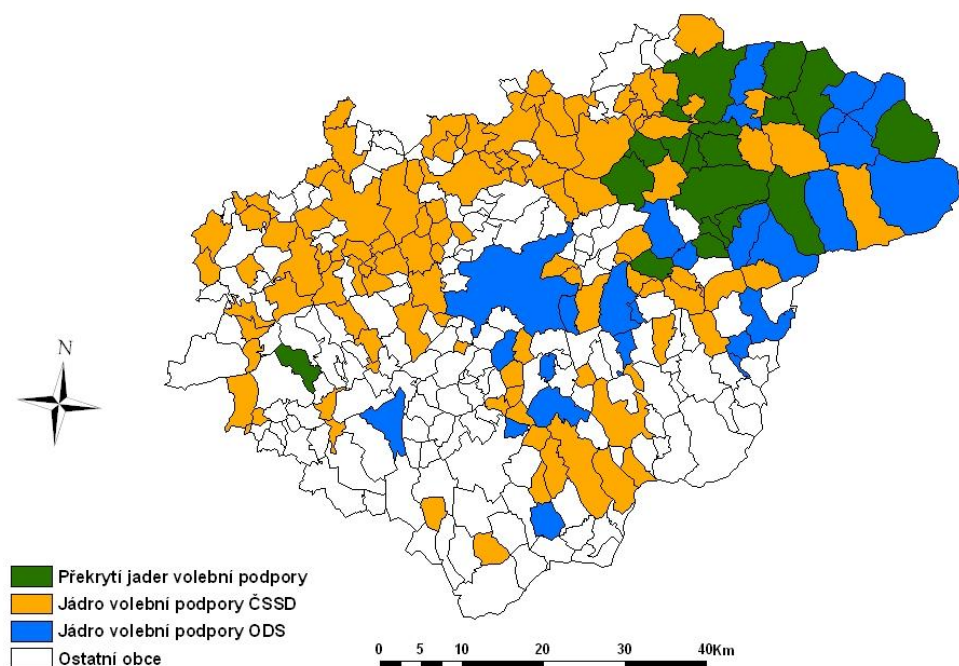 N
Překrytí jader volební podpory
Jádro volební podpory ČSSD
Jádro volební podpory ODS
Ostatní obce
0 5 10 20 30 40Km